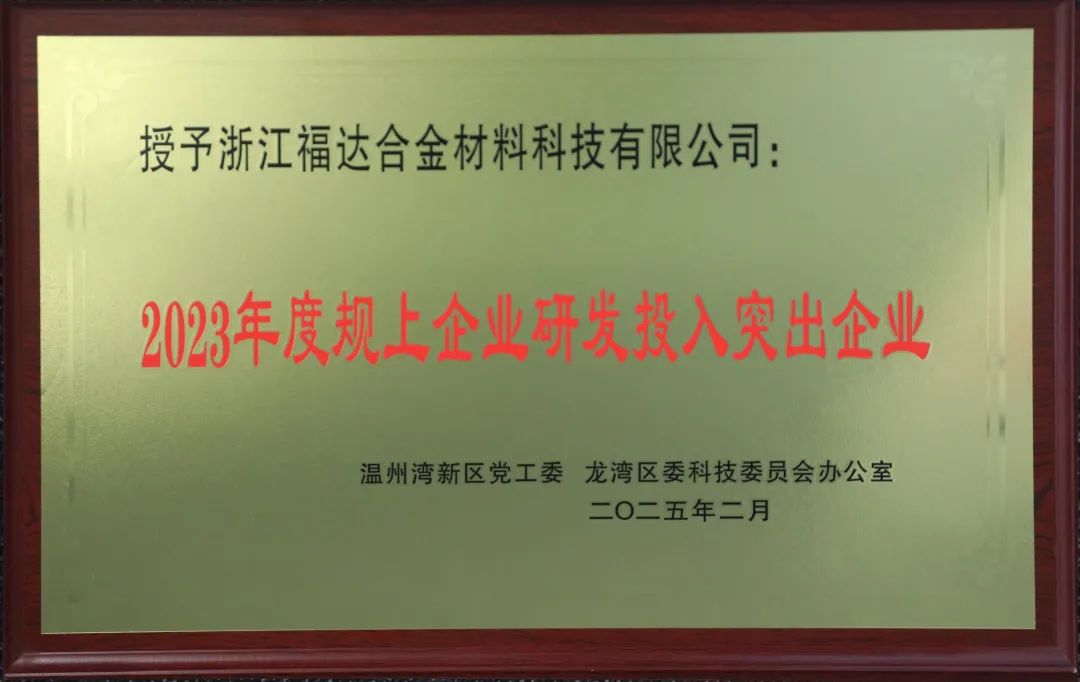 授予浙江福达合金材料科技有限公司：
2023年度规上企业研发投入突出企业
温州湾新区党工委 龙湾区委科技委员会办公室
二〇二五年二月